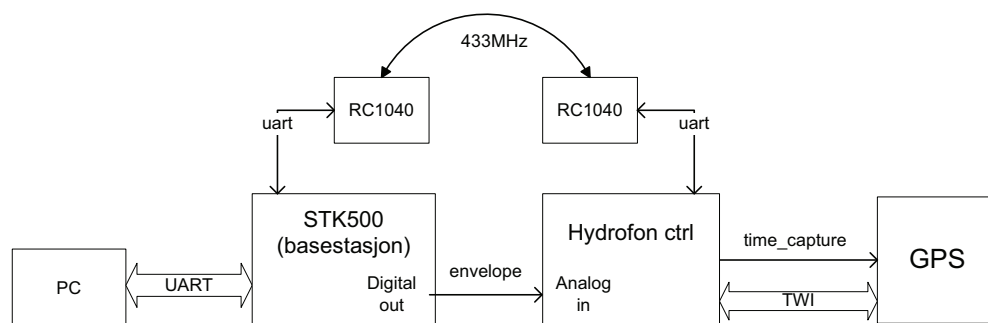 433MHz
RC1040
RC1040
uart
uart
STK500
(basestasjon)
Hydrofon ctrl
time_capture
GPS
PC
UART
Digital
out
envelope
Analog
in
TWI